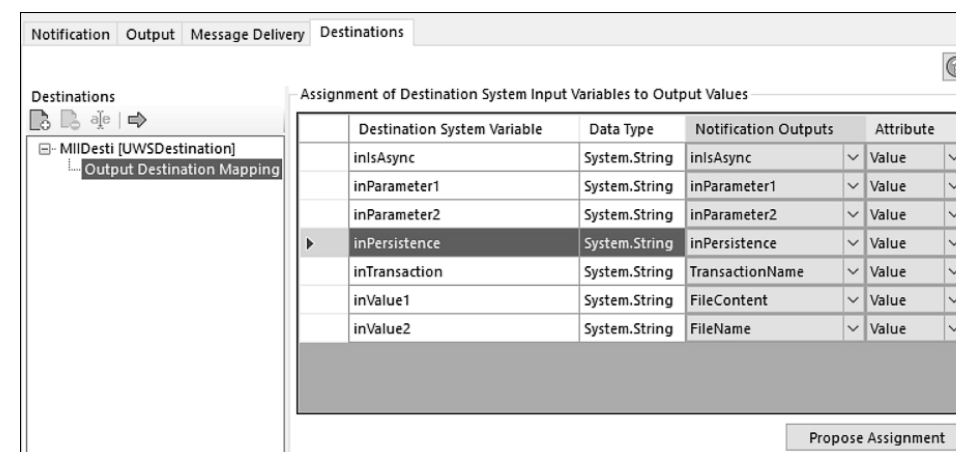 Notification Output Message Delivery Destinations
Destinations
MIIDesti [UWSDestination]
Output Destination Mapping
Assignment of Destination System Input Variables to Output Values
Destination System Variable Data Type Notification Outputs Attribute
inIsAsync System.String inIsAsync Value
inParameter1 System.String inParameter1 Value
inParameter2 System.String inParameter2 Value
inPersistence System.String inPersistence Value
inTransaction System.String TransactionName Value
inValue1 System.String FileContent Value
inValue2 System.String FileName Value
Propose Assignment